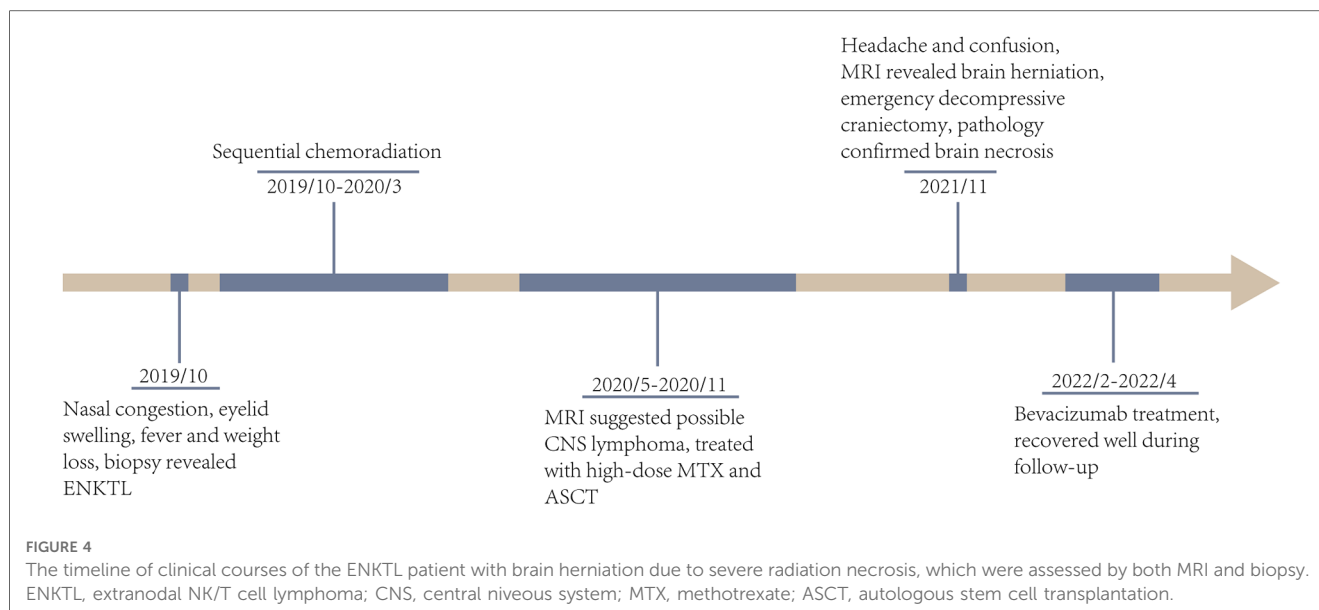 Headache and confusion,
MRI revealed brain herniation,
emergency decompressive
craniectomy, pathology
confirmed brain necrosis
2021/11
Sequential chemoradiation
2019/10-2020/3
2019/10
Nasal congestion, eyelid
swelling, fever and weight
loss, biopsy revealed
ENKTL
2020/5-2020/11
MRI suggested possible
CNS lymphoma, treated
with high-dose MTX and
ASCT
2022/2-2022/4
Bevacizumab treatment,
recovered well during
follow-up
FIGURE 4
The timeline of clinical courses of the ENKTL patient with brain herniation due to severe radiation necrosis, which were assessed by both MRI and biopsy.
ENKTL, extranodal NK/T cell lymphoma; CNS, central niveous system; MTX, methotrexate; ASCT, autologous stem cell transplantation.